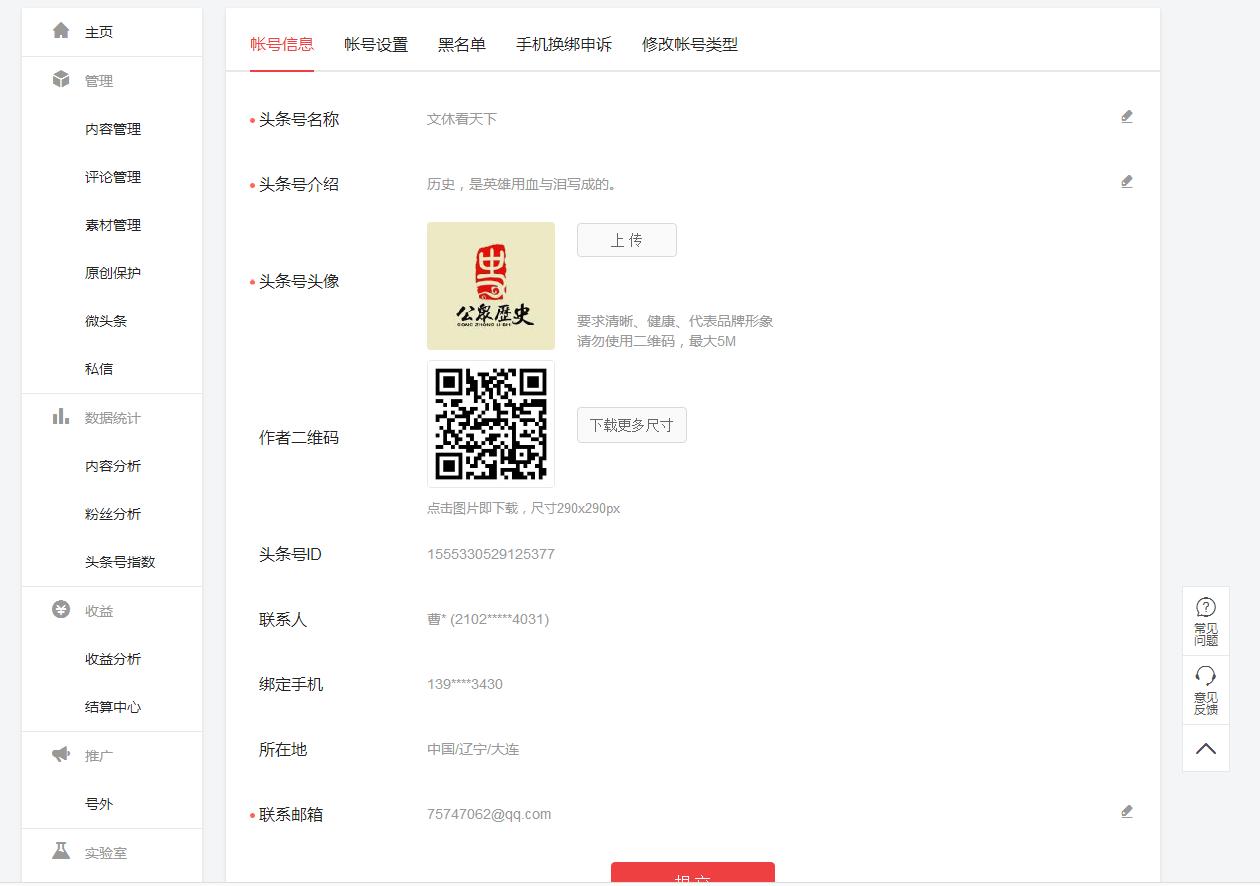 主页
管理
内容管理
评论管理
素材管理
原创保护
微头条
私信
数据统计
内容分析
粉丝分析
头条号指数
收益
收益分析
结算中心
推广
号外
实验室
帐号信息 帐号设置 黑名单 手机换绑申诉 修改帐号类型
头条号名称 文休看天下
头条号介绍 历史，是英雄用血与泪写成的。
头条号头像
公眾歷史
GONG ZHONG LI SHI
上 传
要求清晰、健康、代表品牌形象
请勿使用二维码，最大5M
作者二维码
下载更多尺寸
点击图片即下载，尺寸290x290px
头条号ID 1555330529125377
联系人 曹* (2102*****4031)
绑定手机 139****3430
所在地 中国/辽宁/大连
联系邮箱 75747062@qq.com
提 交
常见
问题
意见
反馈